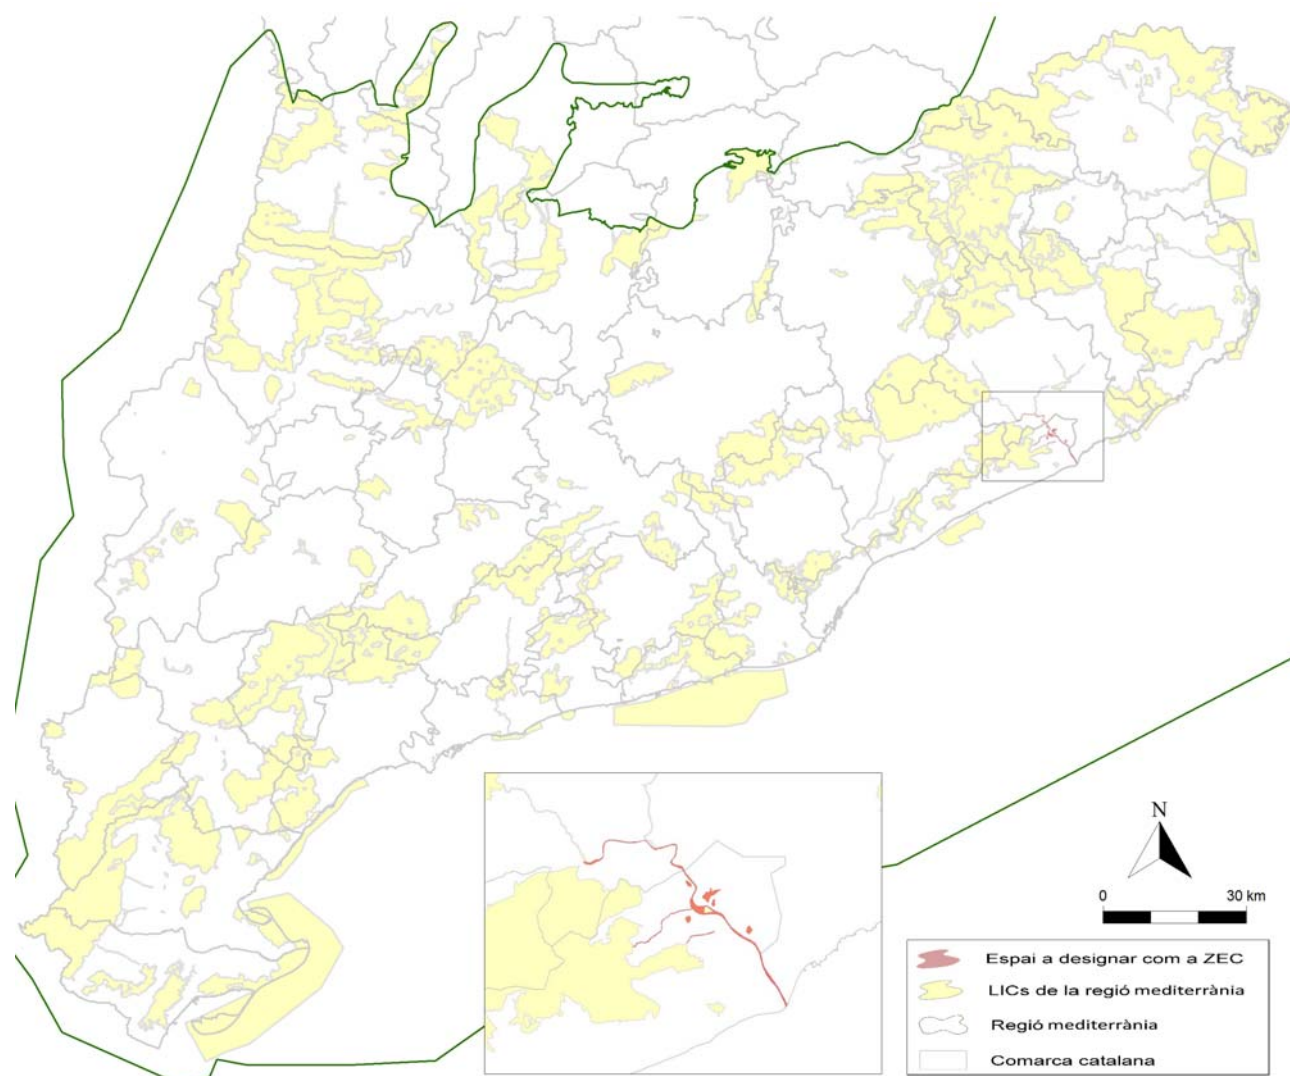 N
0 30 km
Espai a designar com a ZEC
LICs de la regió mediterrània
Regió mediterrània
Comarca catalana